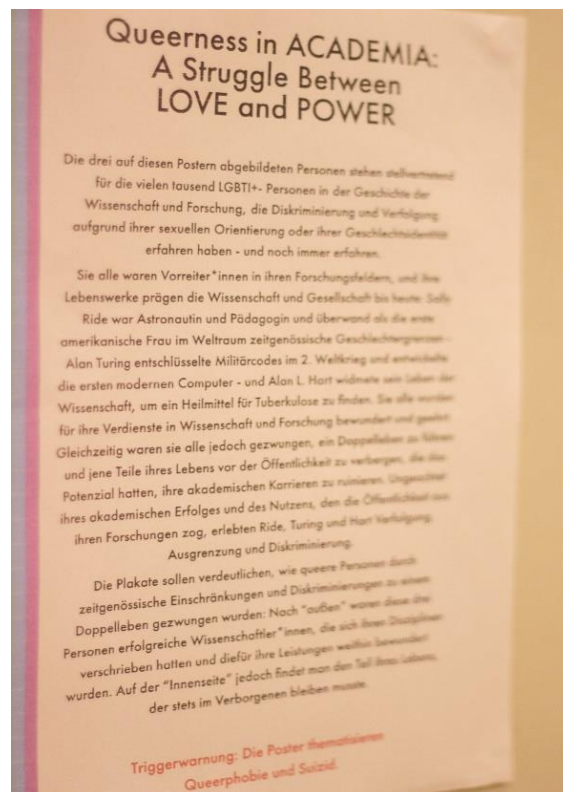 Queerness in ACADEMIA:
A Struggle Between
LOVE and POWER
Die drei auf diesen Postern abgebildeten Personen stehen stellvertretend
für die vielen tausend LGBTI+- Personen in der Geschichte der
Wissenschaft und Forschung, die Diskriminierung und Verfolgung
aufgrund ihrer sexuellen Orientierung oder ihrer Geschlechtsidentität
erfahren haben - und noch immer erfahren.
Sie alle waren Vorreiter*innen in ihren Forschungsfeldern, und ihre
Lebenswerke prägen die Wissenschaft und Gesellschaft bis heute: Sally
Ride war Astronautin und Pädagogin und überwand als die erste
amerikanische Frau im Weltraum zeitgenössische Geschlechtergrenzen -
Alan Turing entschlüsselte Militärcodes im 2. Weltkrieg und entwickelte
die ersten modernen Computer - und Alan L. Hart widmete sein Leben der
Wissenschaft, um ein Heilmittel für Tuberkulose zu finden. Sie alle wurden
für ihre Verdienste in Wissenschaft und Forschung bewundert und geehrt.
Gleichzeitig waren sie alle jedoch gezwungen, ein Doppelleben zu führen
und jene Teile ihres Lebens vor der Öffentlichkeit zu verbergen, die das
Potenzial hatten, ihre akademischen Karrieren zu ruinieren. Ungeachtet
ihres akademischen Erfolges und des Nutzens, den die Öffentlichkeit aus
ihren Forschungen zog, erlebten Ride, Turing und Hart Verfolgung,
Ausgrenzung und Diskriminierung.
Die Plakate sollen verdeutlichen, wie queere Personen durch
zeitgenössische Einschränkungen und Diskriminierungen zu einem
Doppelleben gezwungen wurden: Nach "außen" waren diese drei
Personen erfolgreiche Wissenschaftler*innen, die sich ihren Disziplinen
verschrieben hatten und diefür ihre Leistungen weithin bewundert
wurden. Auf der "Innenseite" jedoch findet man den Teil ihres Lebens,
der stets im Verborgenen bleiben musste.
Triggerwarnung: Die Poster thematisieren
Queerphobie und Suizid.